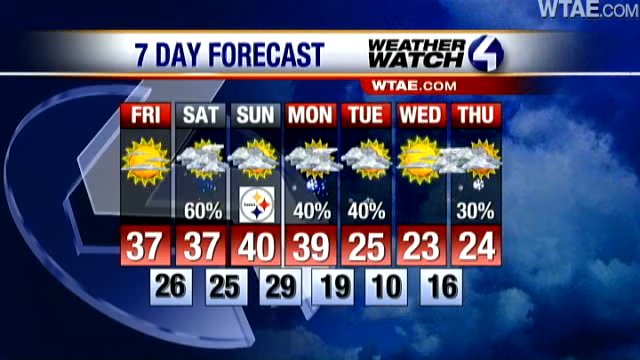 WTAE.COM
7 DAY FORECAST
WEATHER WATCH 4
WTAE.COM
FRI SAT SUN MON TUE WED THU
60% 40% 40% 30%
37 37 40 39 25 23 24
26 25 29 19 10 16